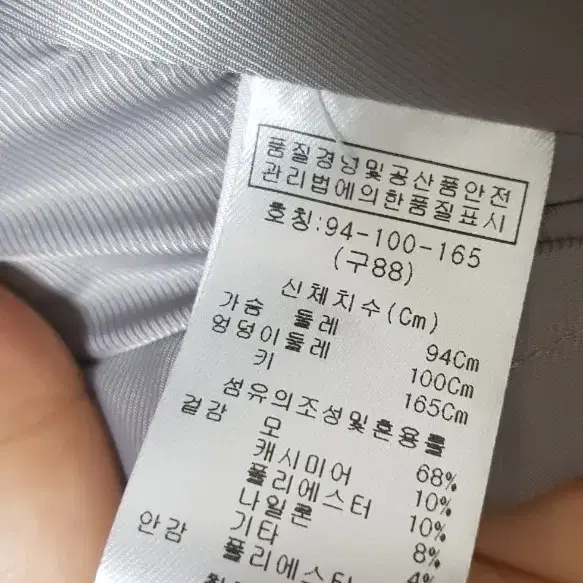 품질경영및공산품안전
관리법에의한품질표시
호칭:94-100-165
(구88)
신체치수(Cm)
가슴 둘레 94Cm
엉덩이 둘레 100Cm
키 165Cm
섬유의조성및혼용률
겉감
모 68%
캐시미어 10%
폴리에스터 10%
나일론 8%
기타 4%
안감
폴리에스터